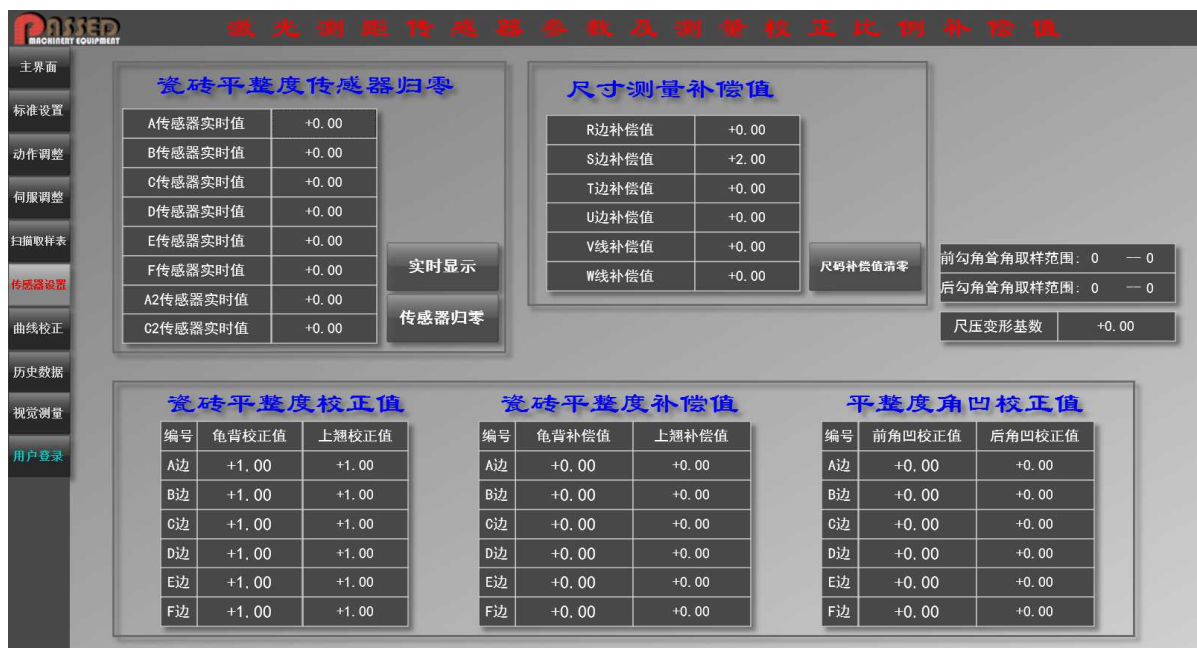 PASSED
MACHINERY EQUIPMENT
激光测距传感器参数及测量校正比例补偿值
主界面
标准设置
动作调整
伺服调整
扫描取样表
传感器设置
曲线校正
历史数据
视觉测量
用户登录
瓷砖平整度传感器归零
A传感器实时值 +0.00
B传感器实时值 +0.00
C传感器实时值 +0.00
D传感器实时值 +0.00
E传感器实时值 +0.00
F传感器实时值 +0.00
A2传感器实时值 +0.00
C2传感器实时值 +0.00
实时显示
传感器归零
尺寸测量补偿值
R边补偿值 +0.00
S边补偿值 +2.00
T边补偿值 +0.00
U边补偿值 +0.00
V线补偿值 +0.00
W线补偿值 +0.00
尺码补偿值清零
前勾角耸角取样范围: 0 — 0
后勾角耸角取样范围: 0 — 0
尺压变形基数 +0.00
瓷砖平整度校正值
编号 龟背校正值 上翘校正值
A边 +1.00 +1.00
B边 +1.00 +1.00
C边 +1.00 +1.00
D边 +1.00 +1.00
E边 +1.00 +1.00
F边 +1.00 +1.00
瓷砖平整度补偿值
编号 龟背补偿值 上翘补偿值
A边 +0.00 +0.00
B边 +0.00 +0.00
C边 +0.00 +0.00
D边 +0.00 +0.00
E边 +0.00 +0.00
F边 +0.00 +0.00
平整度角凹校正值
编号 前角凹校正值 后角凹校正值
A边 +0.00 +0.00
B边 +0.00 +0.00
C边 +0.00 +0.00
D边 +0.00 +0.00
E边 +0.00 +0.00
F边 +0.00 +0.00